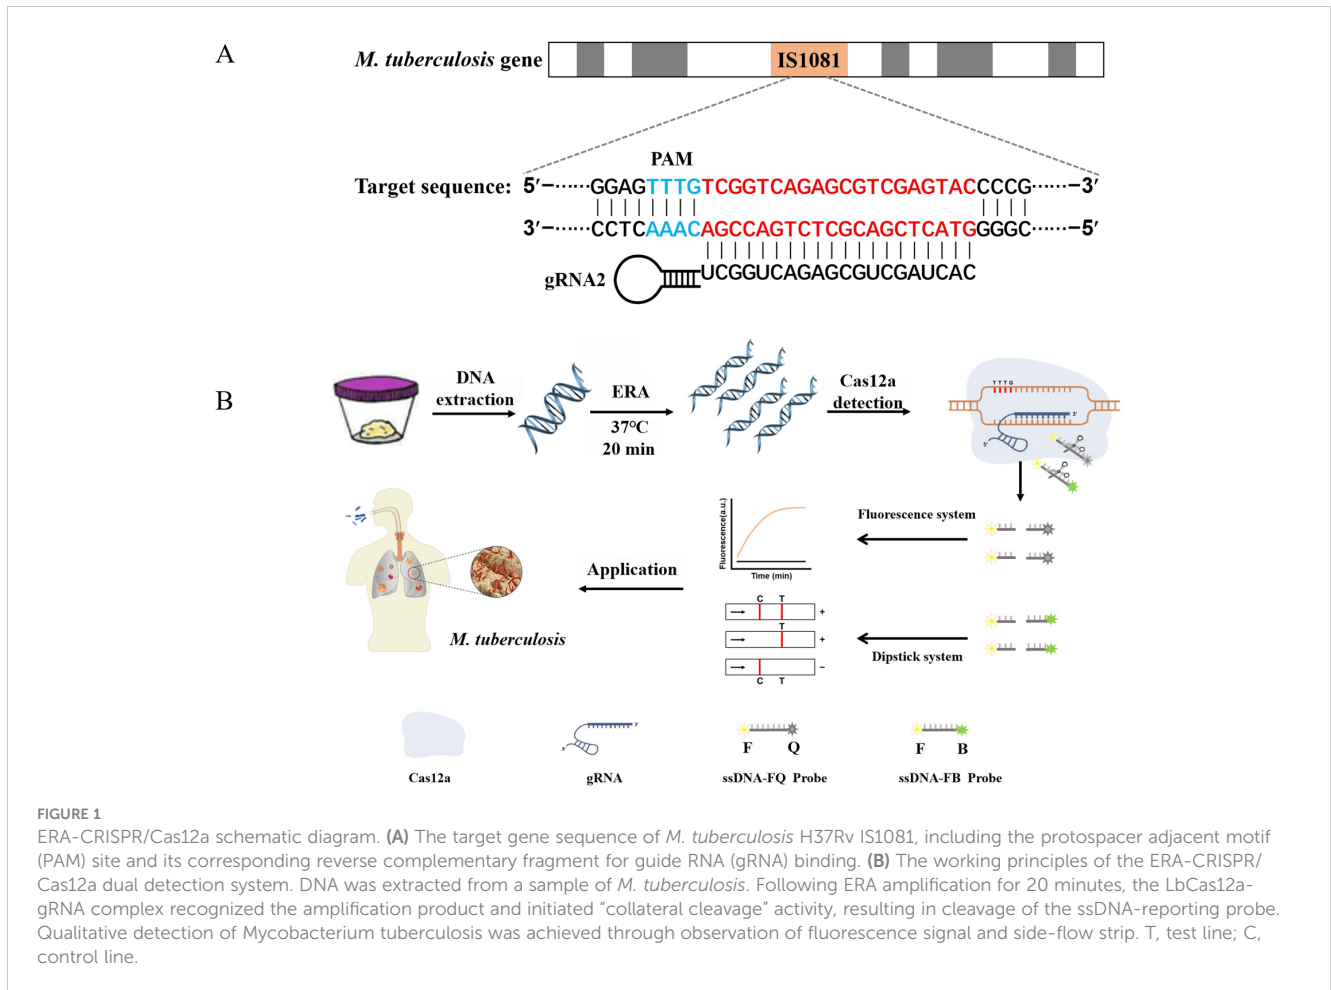 A
M. tuberculosis gene
IS1081
PAM
Target sequence: 5′–······GGAGTTTGTCGGTCAGAGCGTCGAGTACCCCG······–3′
3′–······CCTCAAACAGCCAGTCTCGCAGCTCATGGGGC······–5′
gRNA2
UCGGUCAGAGCGUCGAUCAC
B
DNA
extraction
ERA
37℃
20 min
Cas12a
detection
T T T G
3'
5'
Fluorescence(a.u.)
Time (min)
Fluorescence system
Application
M. tuberculosis
C T
+
T
+
−
C T
Dipstick system
5'
3'
F Q
F B
Cas12a
gRNA
ssDNA-FQ Probe
ssDNA-FB Probe
FIGURE 1
ERA-CRISPR/Cas12a schematic diagram. (A) The target gene sequence of M. tuberculosis H37Rv IS1081, including the protospacer adjacent motif
(PAM) site and its corresponding reverse complementary fragment for guide RNA (gRNA) binding. (B) The working principles of the ERA-CRISPR/
Cas12a dual detection system. DNA was extracted from a sample of M. tuberculosis. Following ERA amplification for 20 minutes, the LbCas12a-
gRNA complex recognized the amplification product and initiated “collateral cleavage” activity, resulting in cleavage of the ssDNA-reporting probe.
Qualitative detection of Mycobacterium tuberculosis was achieved through observation of fluorescence signal and side-flow strip. T, test line; C,
control line.